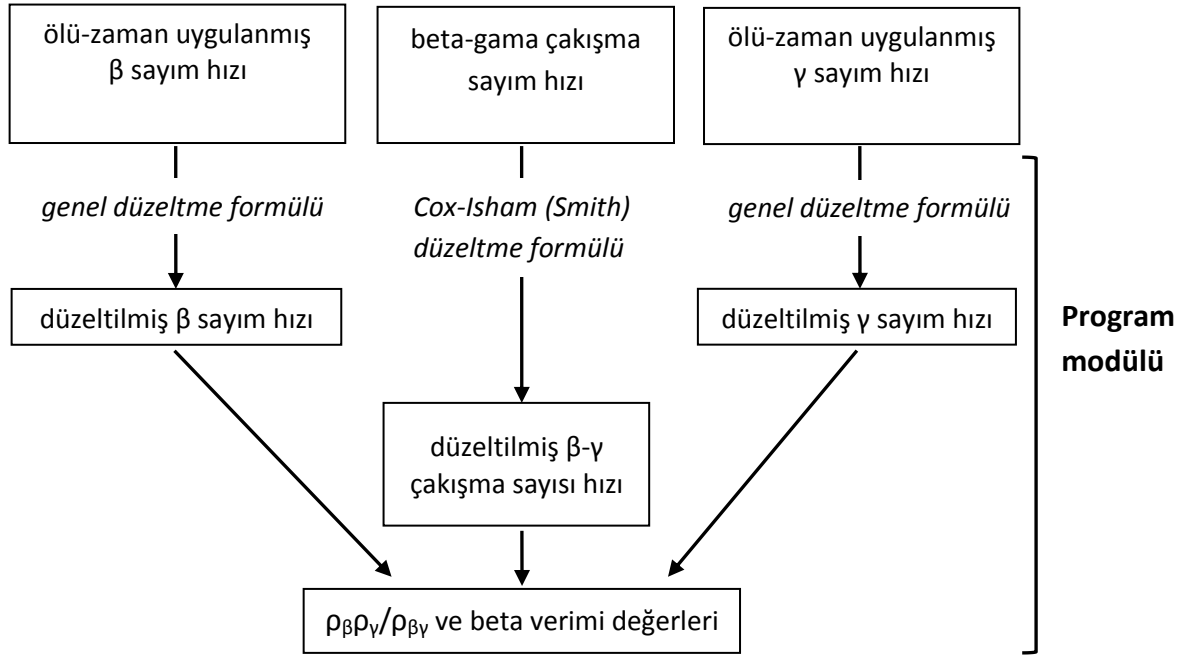 ölü-zaman uygulanmış
β sayım hızı
beta-gama çakışma
sayım hızı
ölü-zaman uygulanmış
γ sayım hızı
genel düzeltme formülü
Cox-Isham (Smith)
düzeltme formülü
genel düzeltme formülü
düzeltilmiş β sayım hızı
düzeltilmiş γ sayım hızı
Program
modülü
düzeltilmiş β-γ
çakışma sayısı hızı
ρβργ/ρβγ ve beta verimi değerleri